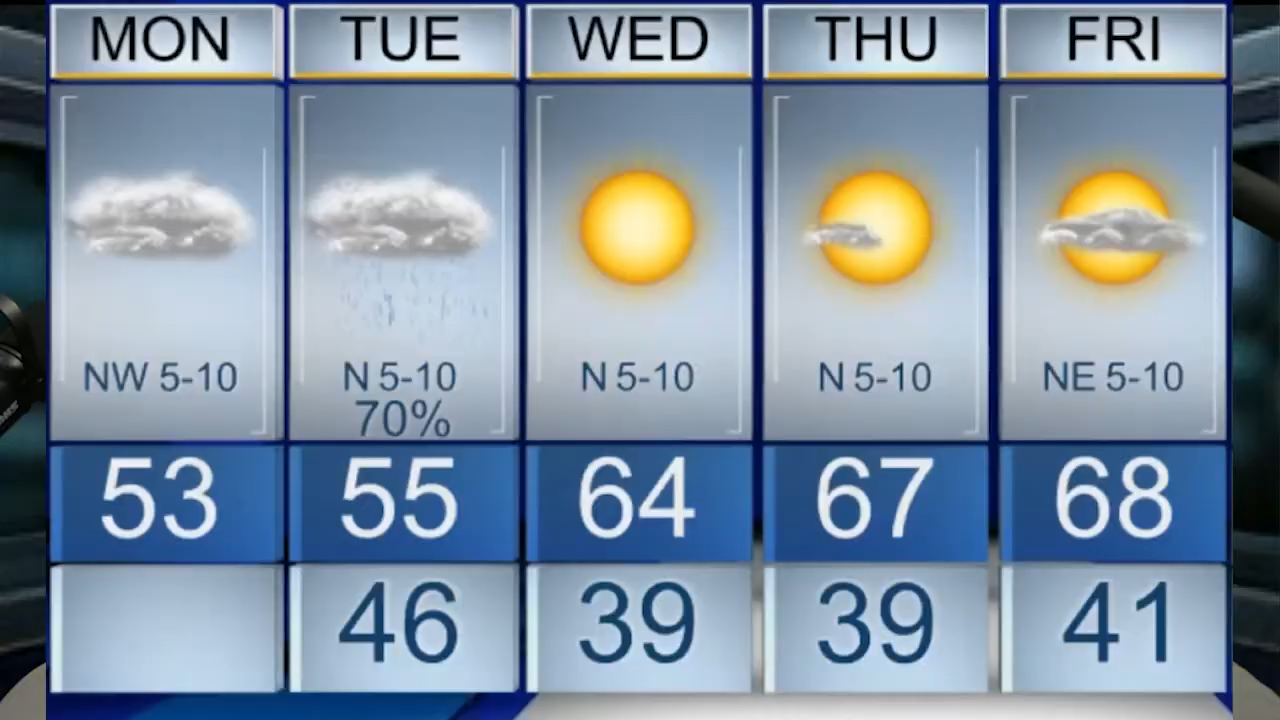 MON
NW 5-10
53
TUE
N 5-10
70%
55
46
WED
N 5-10
64
39
THU
N 5-10
67
39
FRI
NE 5-10
68
41